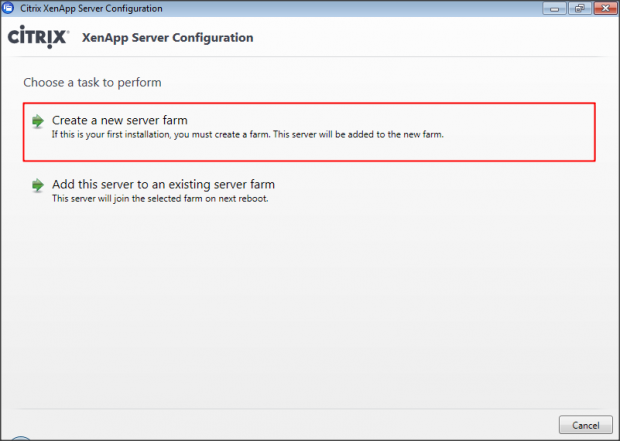 Citrix XenApp Server Configuration
CİTRIX XenApp Server Configuration
Choose a task to perform
Create a new server farm
If this is your first installation, you must create a farm. This server will be added to the new farm.
Add this server to an existing server farm
This server will join the selected farm on next reboot.
Cancel